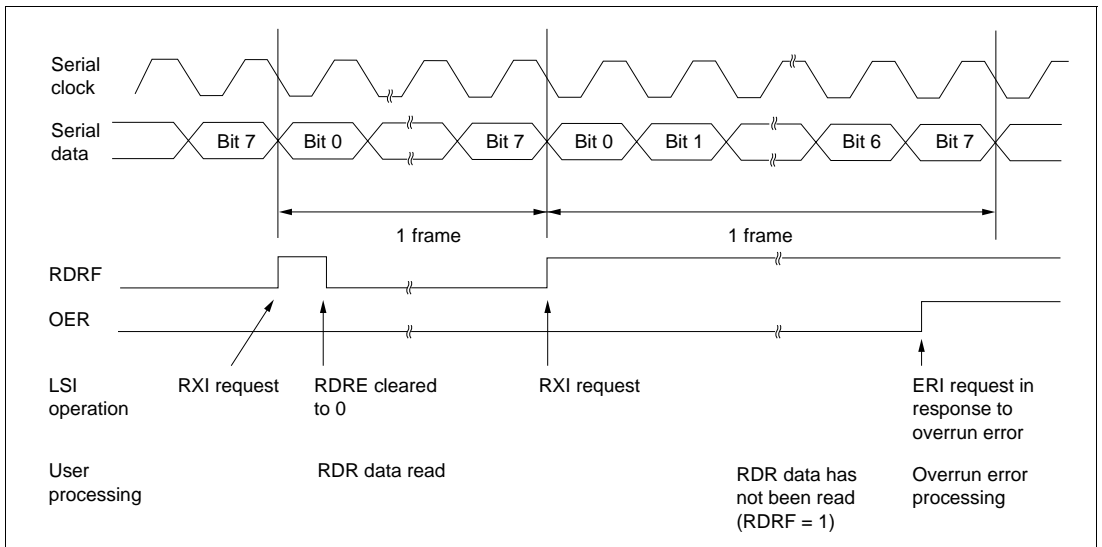 Serial
clock
Serial
data
Bit 7
Bit 0
Bit 7
Bit 0
Bit 1
Bit 6
Bit 7
1 frame
1 frame
RDRF
OER
LSI
operation
RXI request
RDRE cleared
to 0
RXI request
ERI request in
response to
overrun error
User
processing
RDR data read
RDR data has
not been read
(RDRF = 1)
Overrun error
processing